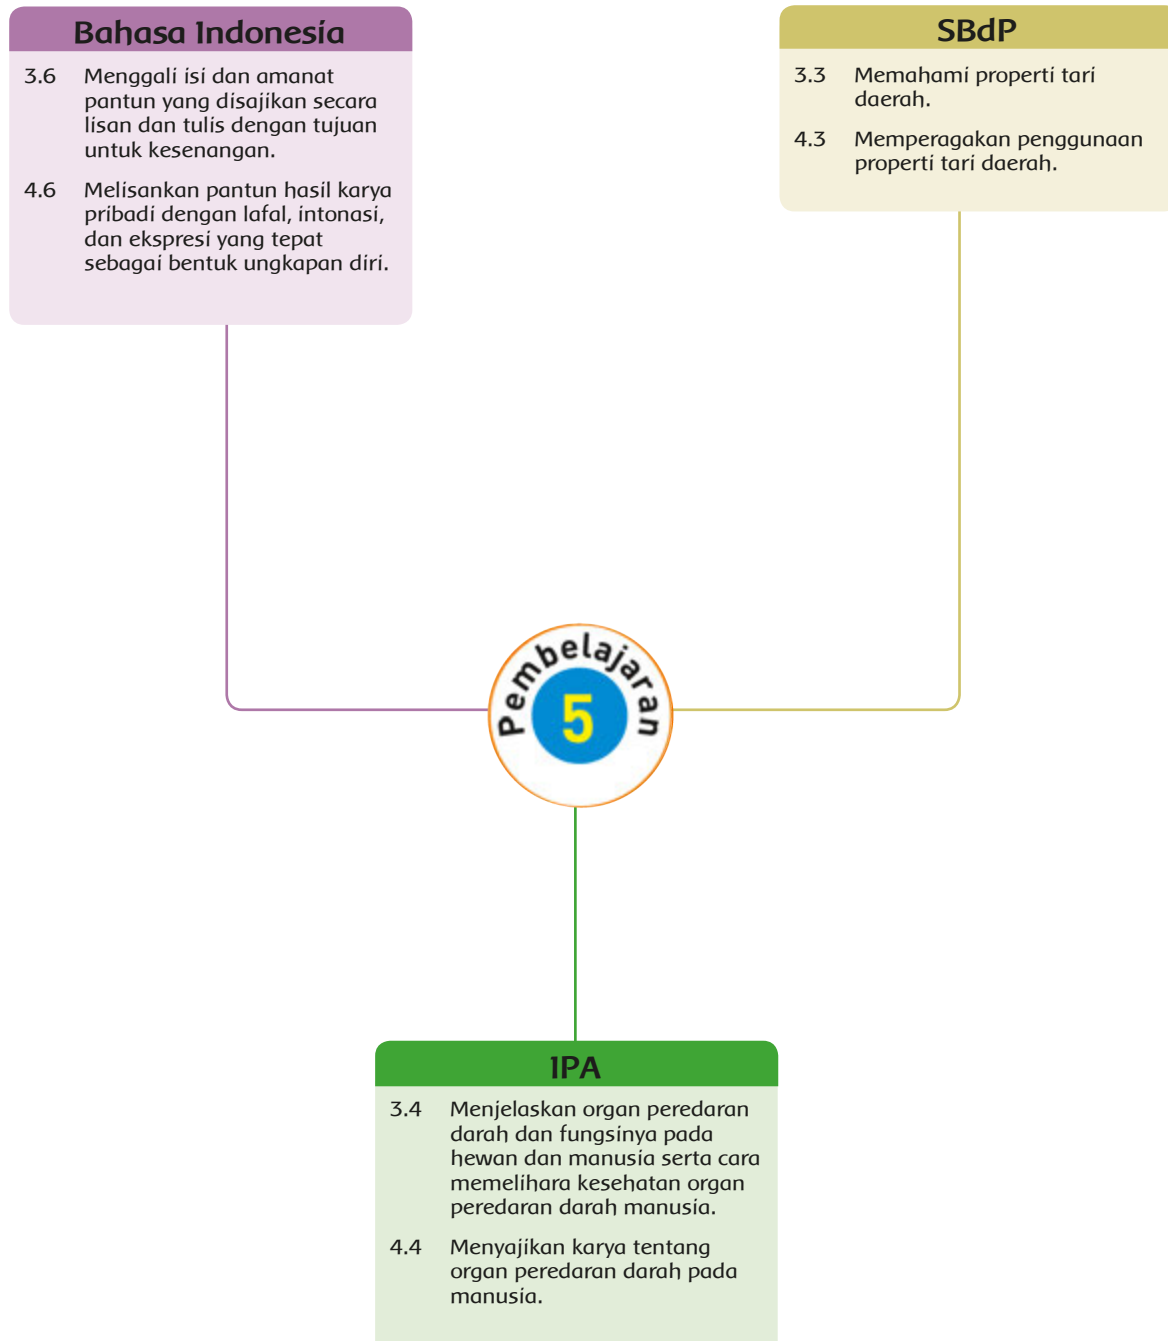 Bahasa Indonesia
3.6 Menggali isi dan amanat
pantun yang disajikan secara
lisan dan tulis dengan tujuan
untuk kesenangan.
4.6 Melisankan pantun hasil karya
pribadi dengan lafal, intonasi,
dan ekspresi yang tepat
sebagai bentuk ungkapan diri.
SBdP
3.3 Memahami properti tari
daerah.
4.3 Memperagakan penggunaan
properti tari daerah.
Pembelajaran
5
IPA
3.4 Menjelaskan organ peredaran
darah dan fungsinya pada
hewan dan manusia serta cara
memelihara kesehatan organ
peredaran darah manusia.
4.4 Menyajikan karya tentang
organ peredaran darah pada
manusia.